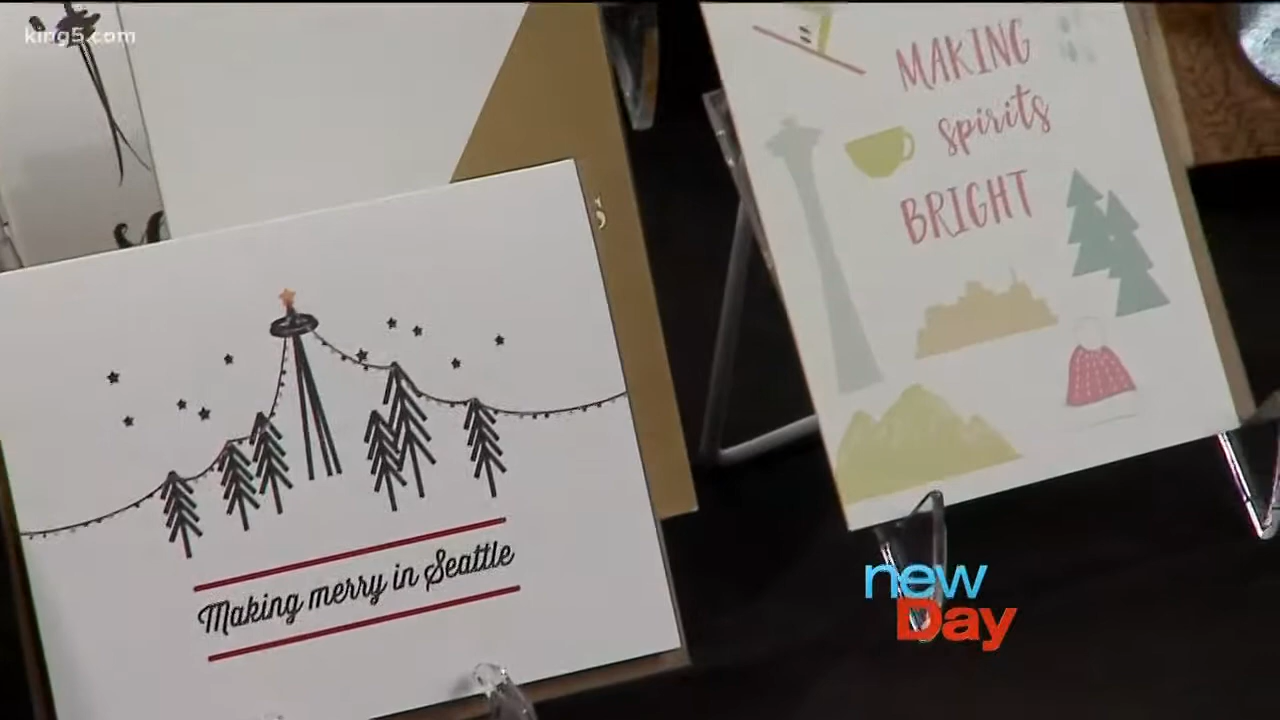 king5.com
MAKING
spirits
BRIGHT
Making merry in Seattle
new
Day